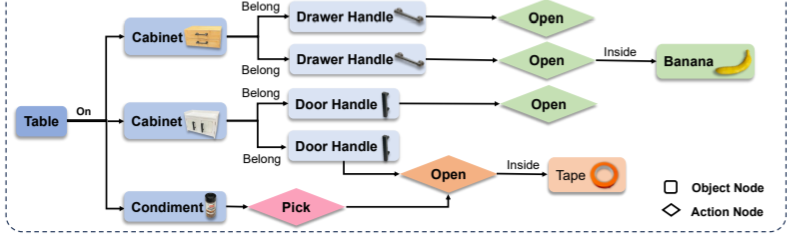 Belong
Drawer Handle
Open
Cabinet
Drawer Handle
Open
Inside
Banana
Belong
Belong
Door Handle
Open
Table
On
Cabinet
Door Handle
Belong
Open
Inside
Tape
Condiment
Pick
Object Node
Action Node